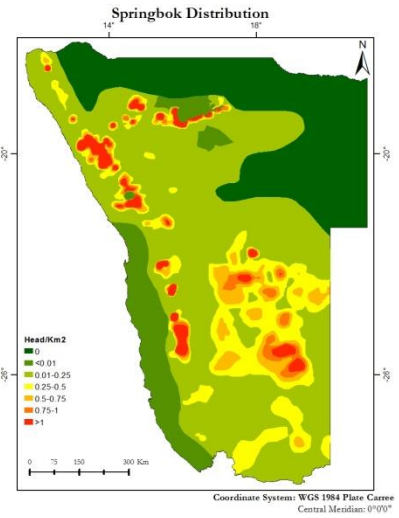 Springbok Distribution
14°
18°
N
-20°
-20°
-26°
-26°
Head/Km2
0
<0.01
0.01-0.25
0.25-0.5
0.5-0.75
0.75-1
>1
0 75 150 300 Km
Coordinate System: WGS 1984 Plate Carree
Central Meridian: 0°0'0"